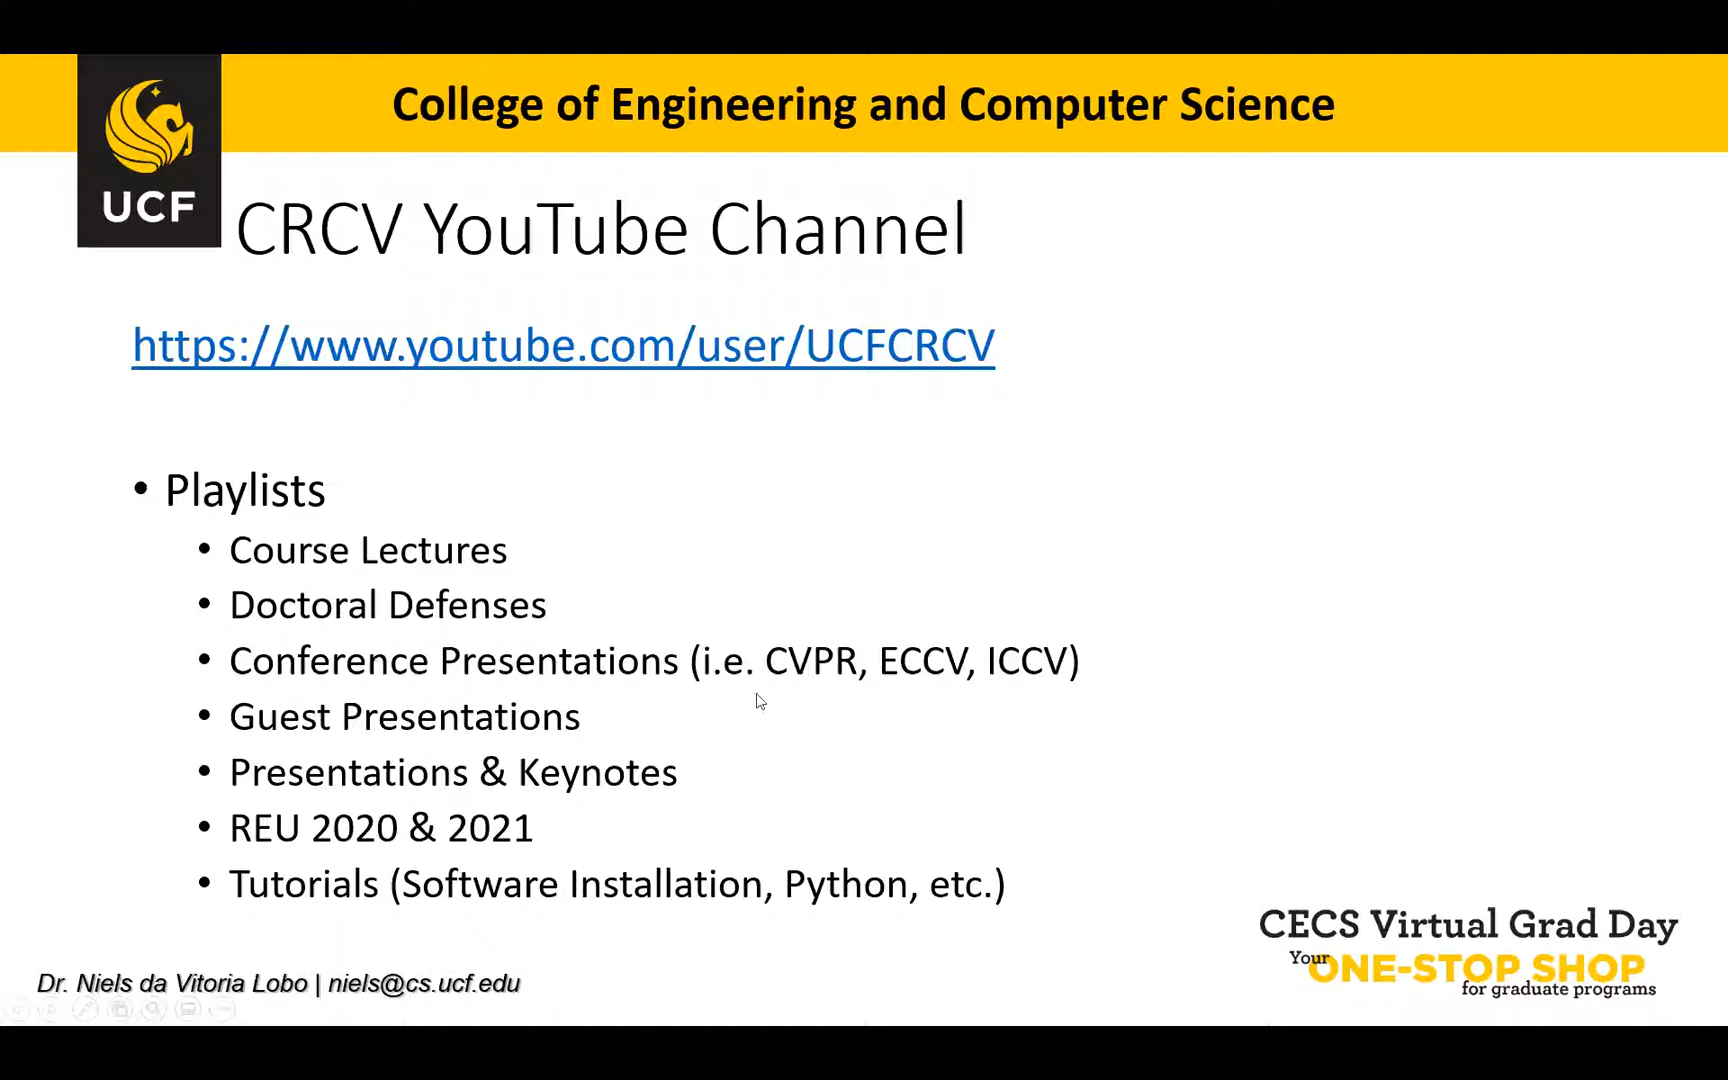 College of Engineering and Computer Science
UCF
CRCV YouTube Channel
https://www.youtube.com/user/UCFCRCV
• Playlists
• Course Lectures
• Doctoral Defenses
• Conference Presentations (i.e. CVPR, ECCV, ICCV)
• Guest Presentations
• Presentations & Keynotes
• REU 2020 & 2021
• Tutorials (Software Installation, Python, etc.)
CECS Virtual Grad Day
Your ONE-STOP SHOP
for graduate programs
Dr. Niels da Vitoria Lobo | niels@cs.ucf.edu